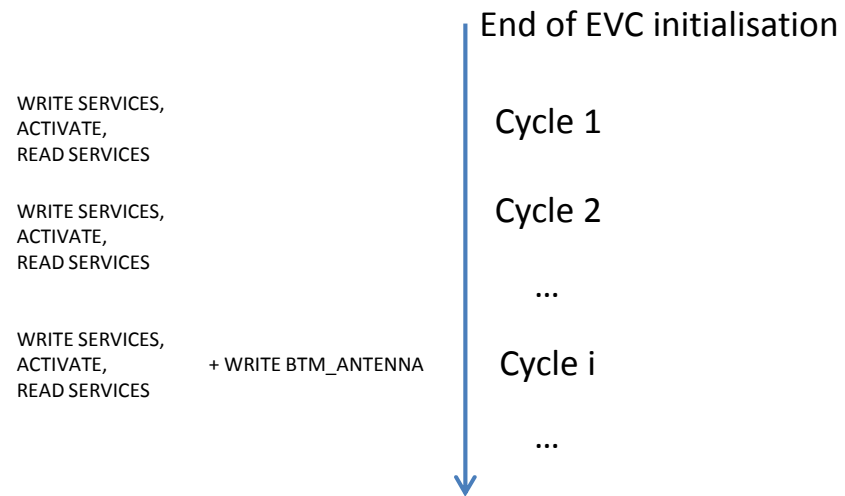 End of EVC initialisation
WRITE SERVICES,
ACTIVATE,
READ SERVICES
Cycle 1
WRITE SERVICES,
ACTIVATE,
READ SERVICES
Cycle 2
...
WRITE SERVICES,
ACTIVATE,
READ SERVICES
+ WRITE BTM_ANTENNA
Cycle i
...